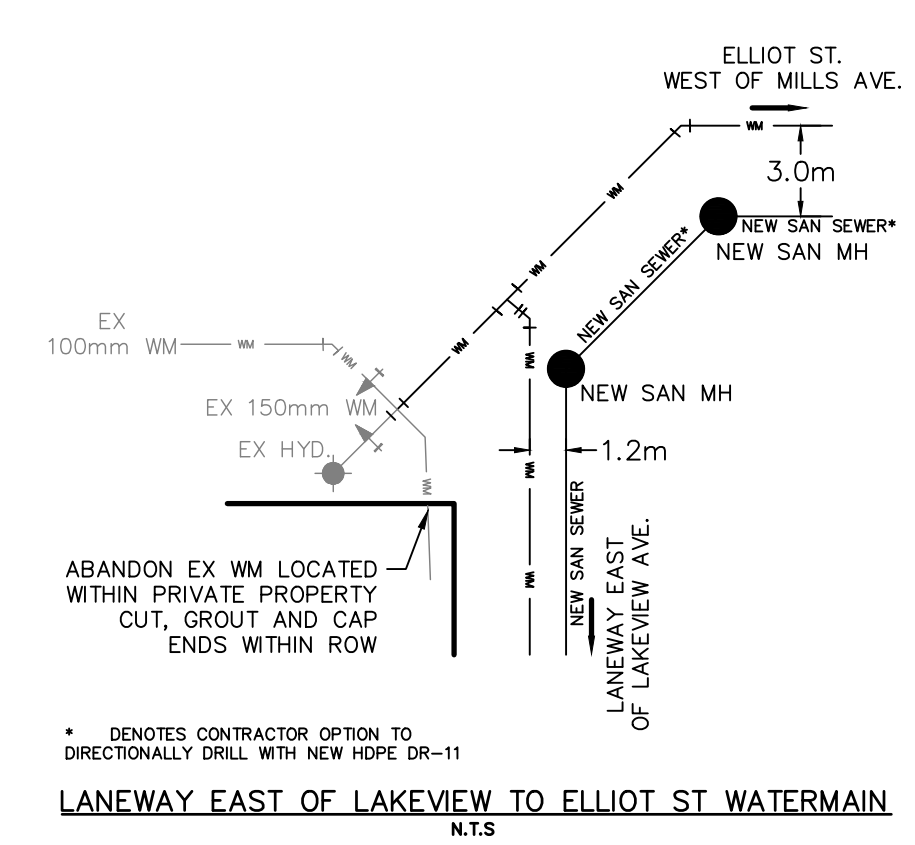 ELLIOT ST.
WEST OF MILLS AVE.
WM
3.0m
WM
NEW SAN SEWER*
NEW SAN MH
NEW SAN SEWER*
WM
EX
100mm WM
WM
WM
WM
WM
NEW SAN MH
EX 150mm WM
EX HYD.
1.2m
WM
WM
NEW SEWER
NEW SAN SEWER
LANEWAY EAST
OF LAKEVIEW AVE.
ABANDON EX WM LOCATED
WITHIN PRIVATE PROPERTY
CUT, GROUT AND CAP
ENDS WITHIN ROW
WM
* DENOTES CONTRACTOR OPTION TO
DIRECTIONALLY DRILL WITH NEW HDPE DR-11
LANEWAY EAST OF LAKEVIEW TO ELLIOT ST WATERMAIN
N.T.S